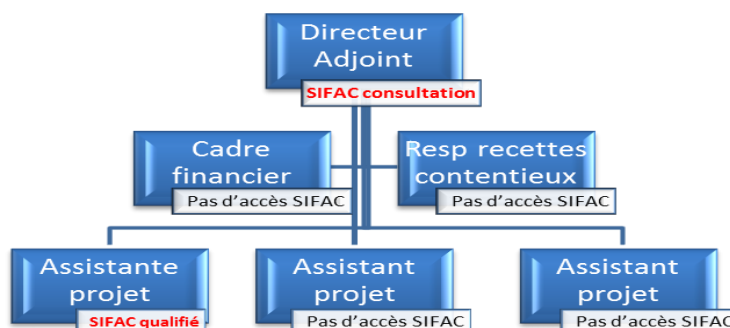 Directeur
Adjoint
SIFAC consultation
Cadre
financier
Pas d'accès SIFAC
Resp recettes
contentieux
Pas d'accès SIFAC
Assistante
projet
SIFAC qualifié
Assistant
projet
Pas d'accès SIFAC
Assistant
projet
Pas d'accès SIFAC